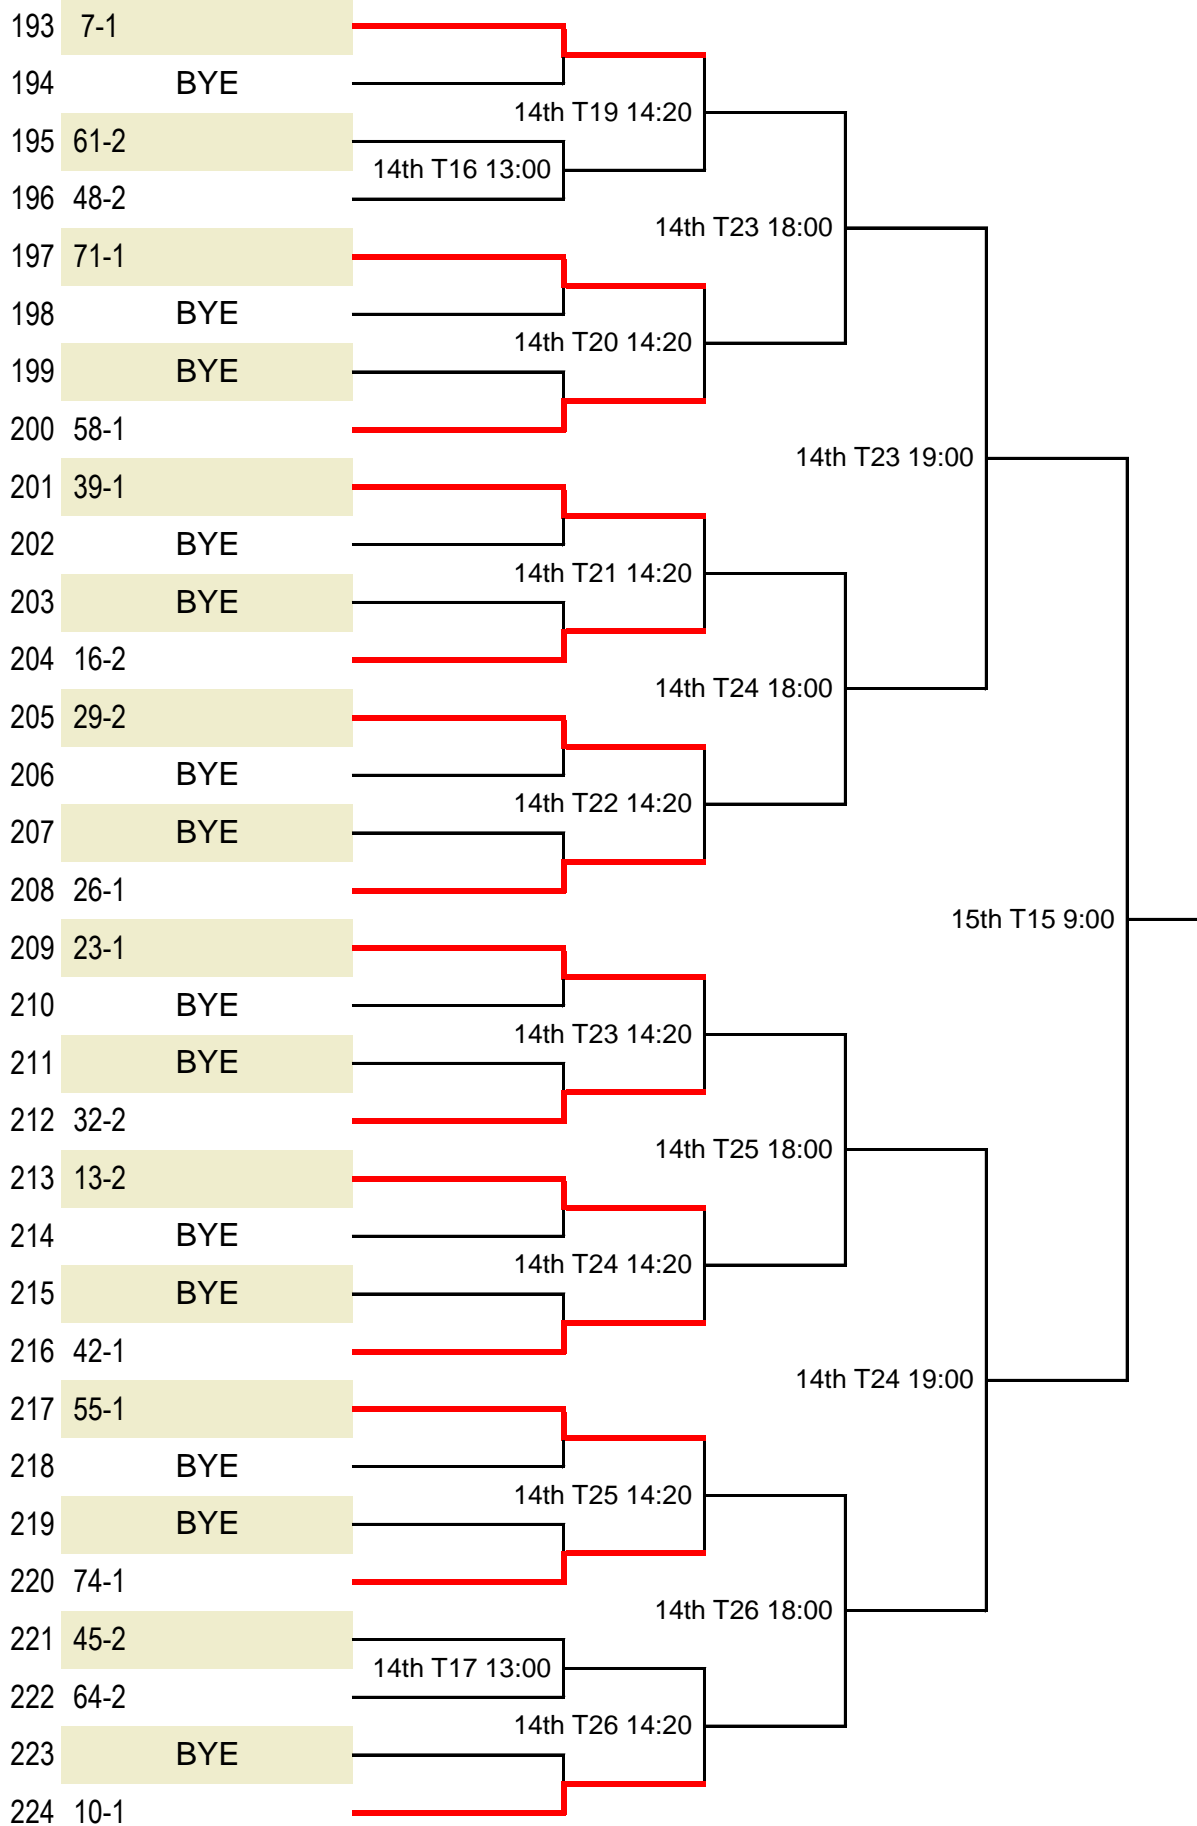 193 7-1
194 BYE
14th T19 14:20
195 61-2
14th T16 13:00
196 48-2
14th T23 18:00
197 71-1
198 BYE
14th T20 14:20
199 BYE
200 58-1
14th T23 19:00
201 39-1
202 BYE
14th T21 14:20
203 BYE
204 16-2
14th T24 18:00
205 29-2
206 BYE
14th T22 14:20
207 BYE
208 26-1
15th T15 9:00
209 23-1
210 BYE
14th T23 14:20
211 BYE
212 32-2
14th T25 18:00
213 13-2
214 BYE
14th T24 14:20
215 BYE
216 42-1
14th T24 19:00
217 55-1
218 BYE
14th T25 14:20
219 BYE
220 74-1
14th T26 18:00
221 45-2
14th T17 13:00
222 64-2
14th T26 14:20
223 BYE
224 10-1